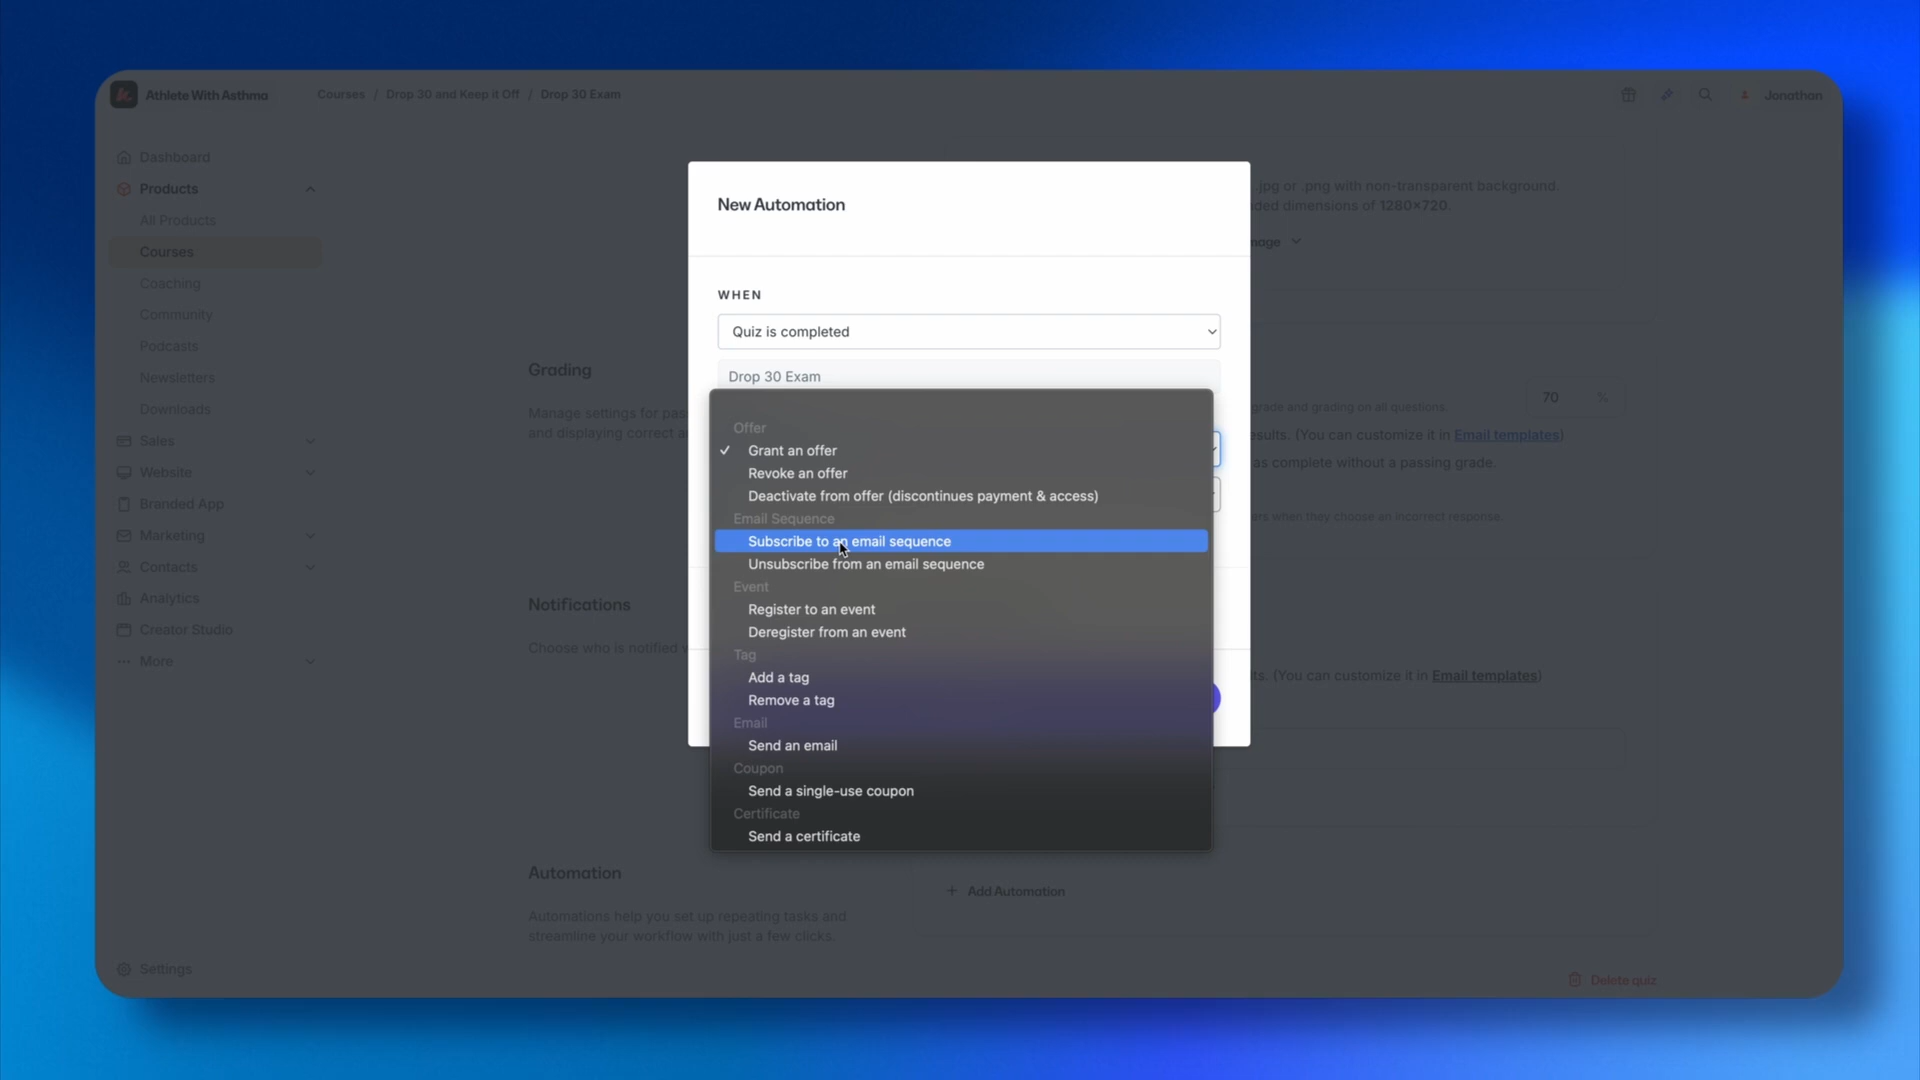 Athlete With Asthma
Courses / Drop 30 and Keep it Off / Drop 30 Exam
Jonathan
Dashboard
Products
All Products
Courses
Coaching
Community
Podcasts
Newsletters
Downloads
Sales
Website
Branded App
Marketing
Contacts
Analytics
Creator Studio
More
Settings
New Automation
WHEN
Quiz is completed
Drop 30 Exam
Offer
✓ Grant an offer
Revoke an offer
Deactivate from offer (discontinues payment & access)
Email Sequence
Subscribe to an email sequence
Unsubscribe from an email sequence
Event
Register to an event
Deregister from an event
Tag
Add a tag
Remove a tag
Email
Send an email
Coupon
Send a single-use coupon
Certificate
Send a certificate
.jpg or .png with non-transparent background.
dimensions of 1280×720.
Grading
Manage settings for
and displaying correct
70 %
grade and grading on all questions.
(You can customize it in Email templates)
as complete without a passing grade.
when they choose an incorrect response.
Notifications
Choose who is notified
(You can customize it in Email templates)
Automation
Automations help you set up repeating tasks and
streamline your workflow with just a few clicks.
+ Add Automation
Delete quiz